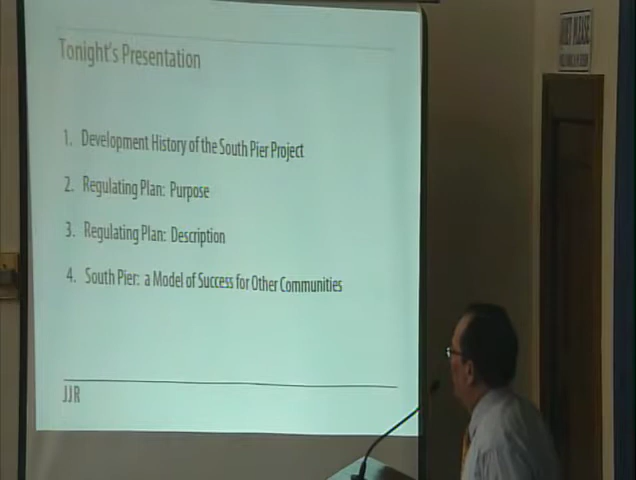 Tonight's Presentation
1. Development History of the South Pier Project
2. Regulating Plan: Purpose
3. Regulating Plan: Description
4. South Pier: a Model of Success for Other Communities
JJR
PLEASE